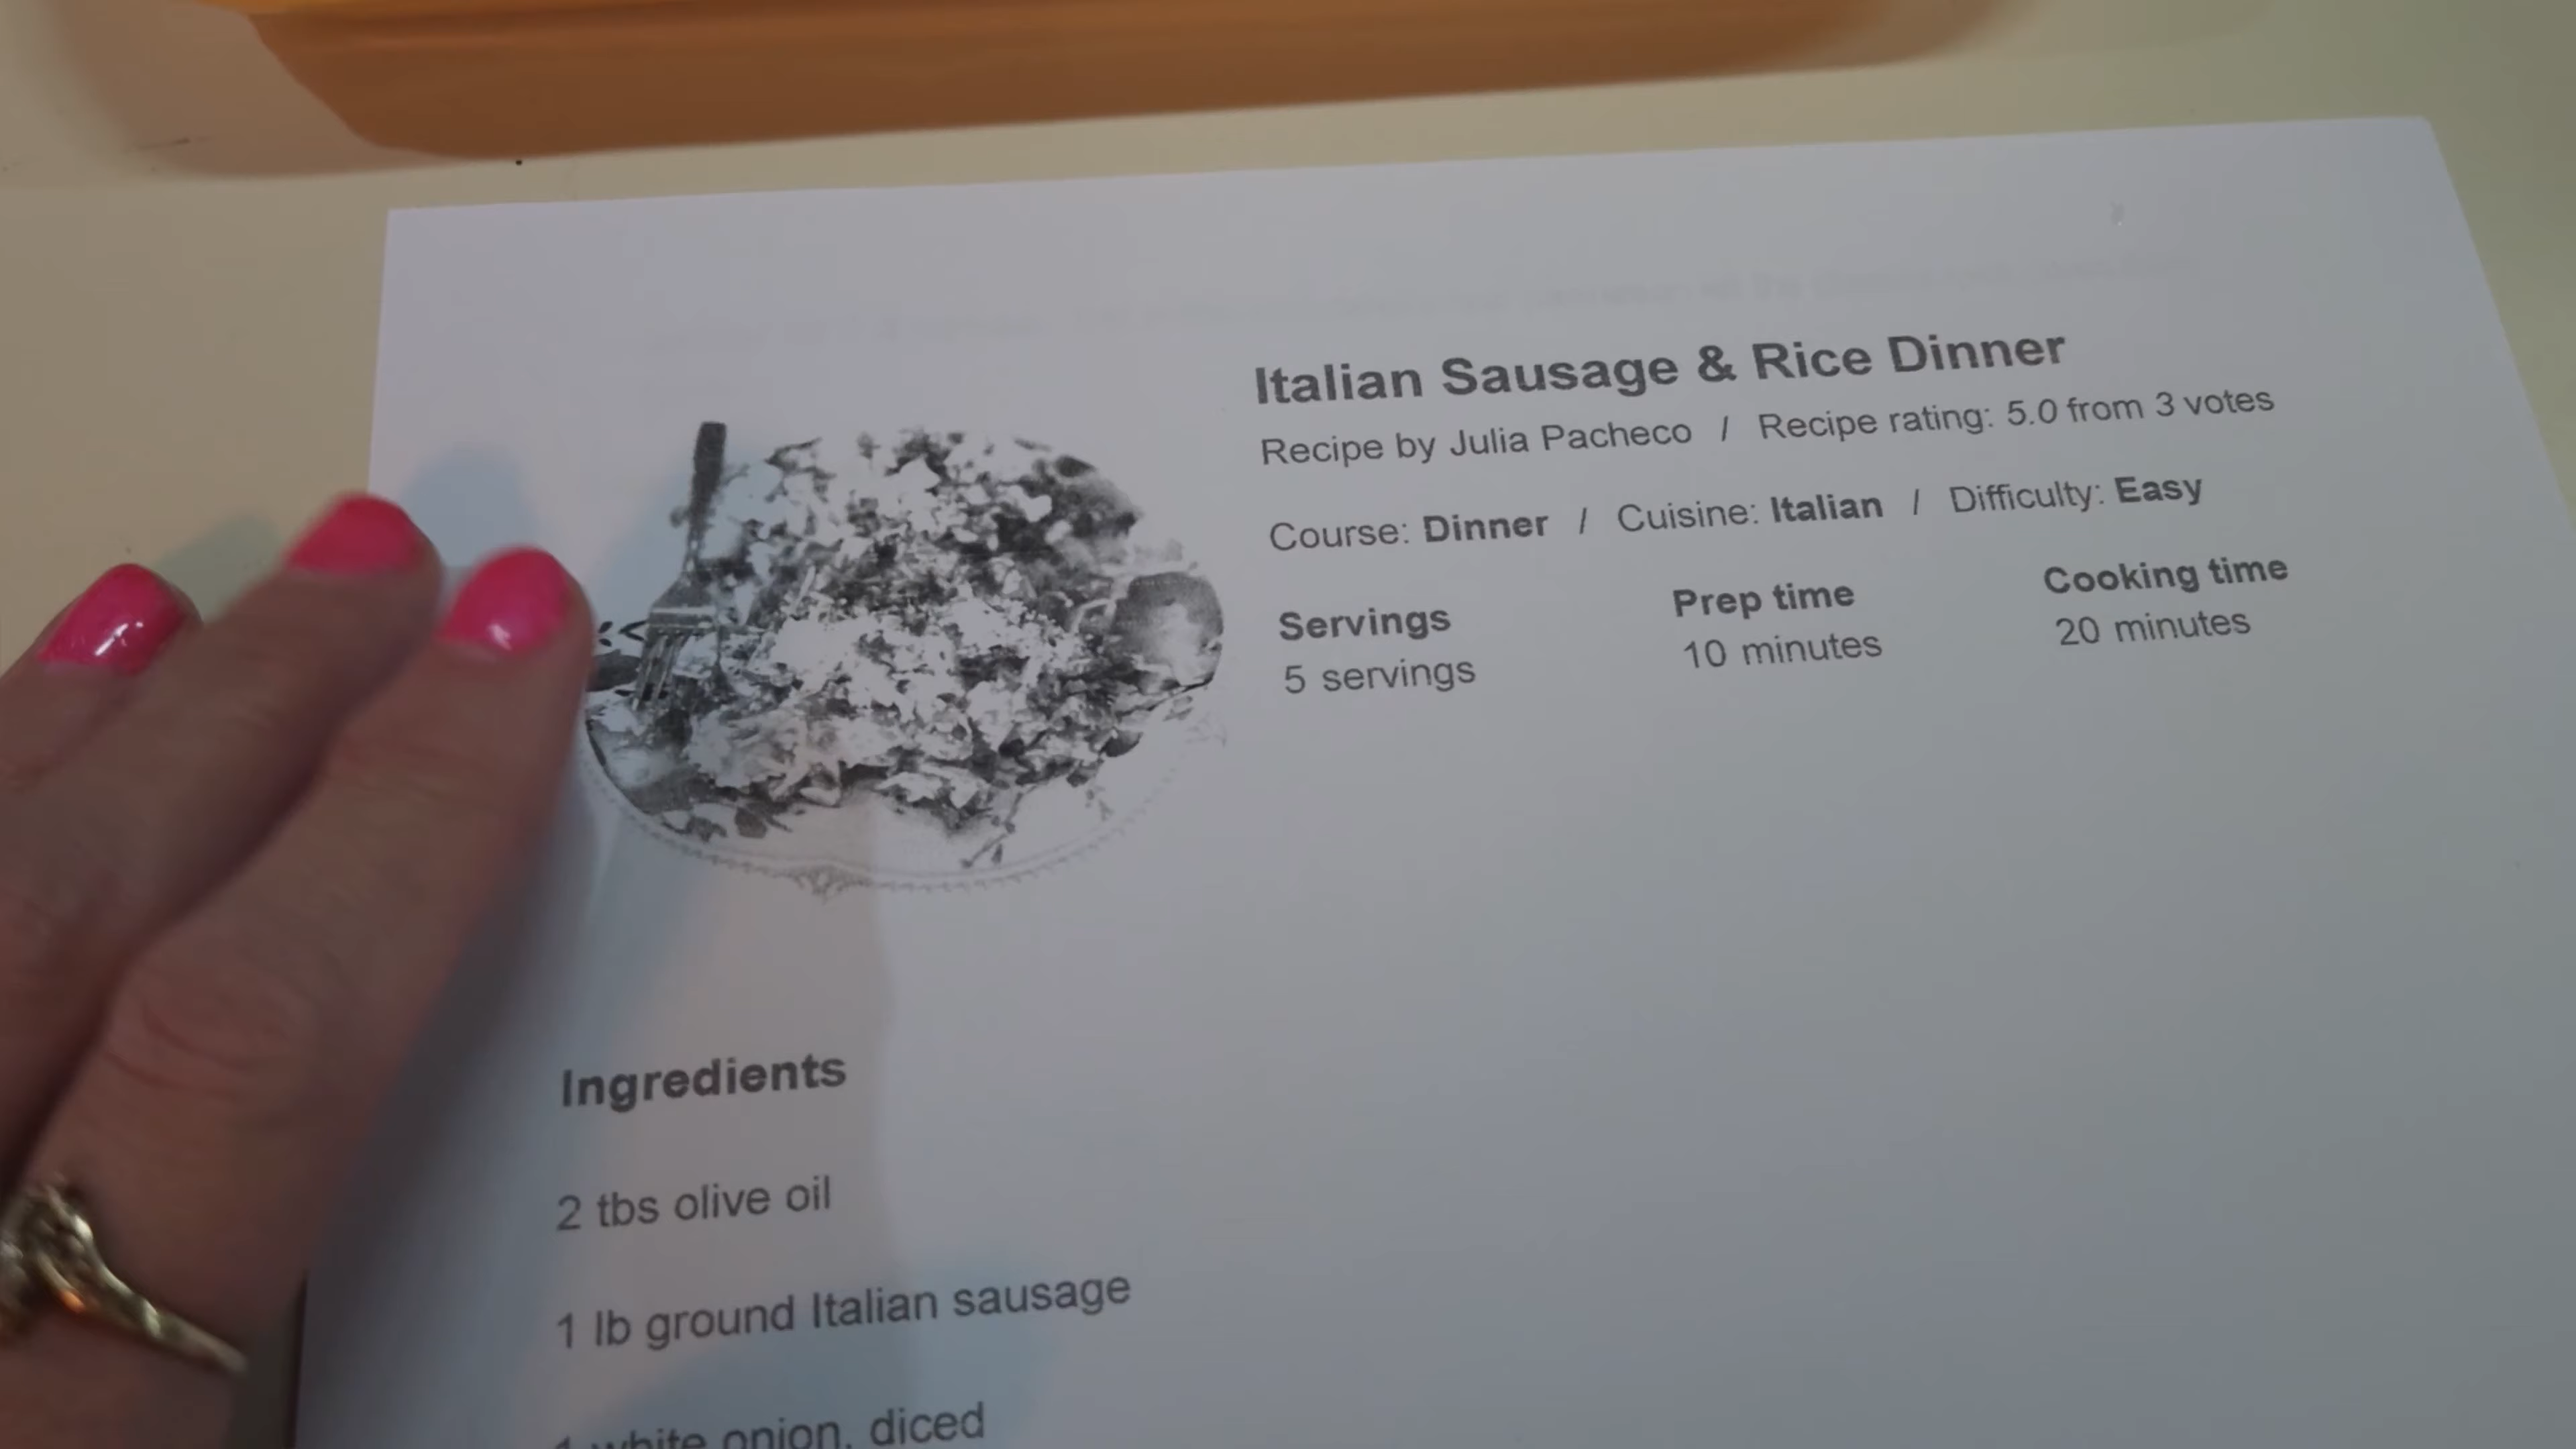 Italian Sausage & Rice Dinner
Recipe by Julia Pacheco / Recipe rating: 5.0 from 3 votes
Course: Dinner / Cuisine: Italian / Difficulty: Easy
Servings Prep time Cooking time
5 servings 10 minutes 20 minutes
Ingredients
2 tbs olive oil
1 lb ground Italian sausage
1 white onion, diced